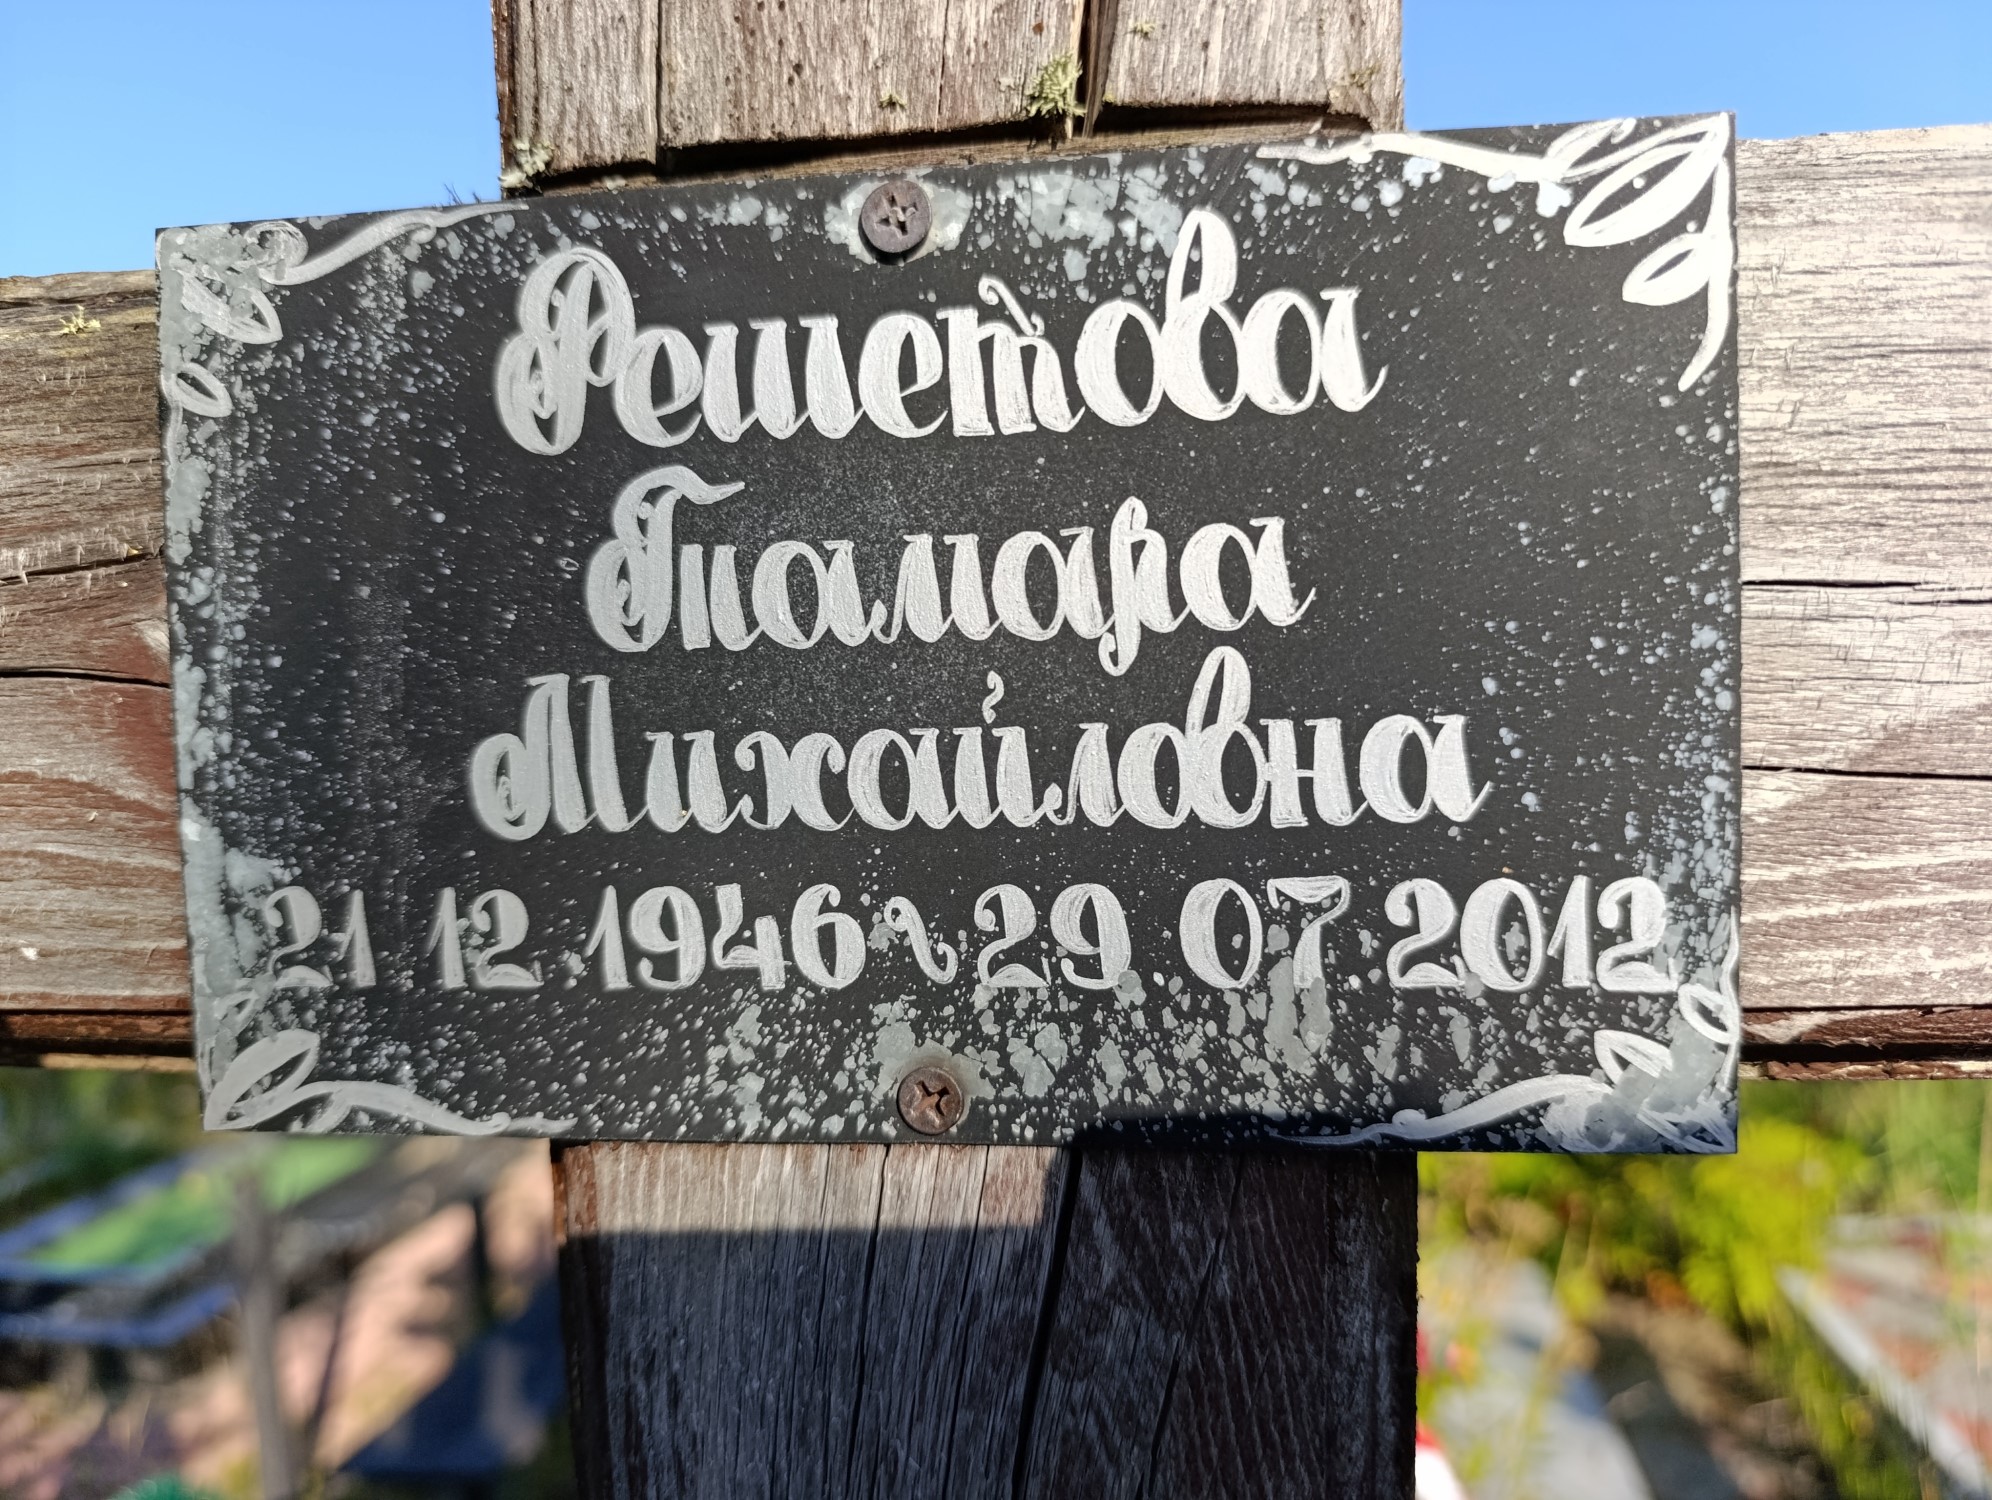 Решетова
Тамара
Михайловна
21 12 1946 ~ 29 07 2012